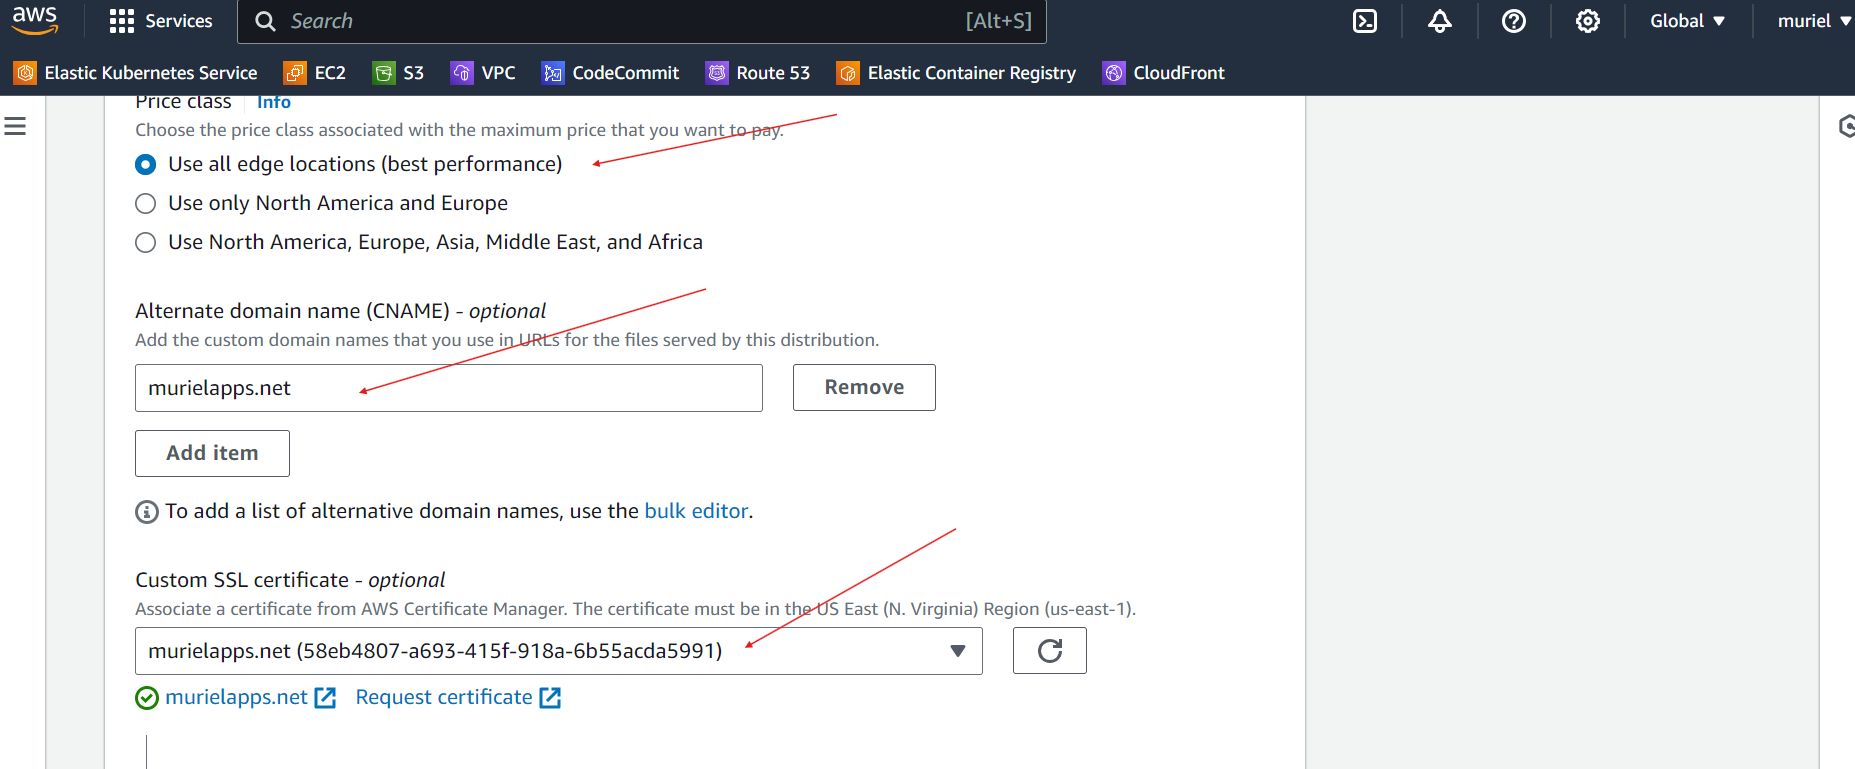 aws
Services
Search
[Alt+S]
Global
muriel
Elastic Kubernetes Service
EC2
S3
VPC
CodeCommit
Route 53
Elastic Container Registry
CloudFront
Price class
Info
Choose the price class associated with the maximum price that you want to pay.
Use all edge locations (best performance)
Use only North America and Europe
Use North America, Europe, Asia, Middle East, and Africa
Alternate domain name (CNAME) - optional
Add the custom domain names that you use in URLs for the files served by this distribution.
murielapps.net
Remove
Add item
To add a list of alternative domain names, use the bulk editor.
Custom SSL certificate - optional
Associate a certificate from AWS Certificate Manager. The certificate must be in the US East (N. Virginia) Region (us-east-1).
murielapps.net (58eb4807-a693-415f-918a-6b55acda5991)
murielapps.net
Request certificate